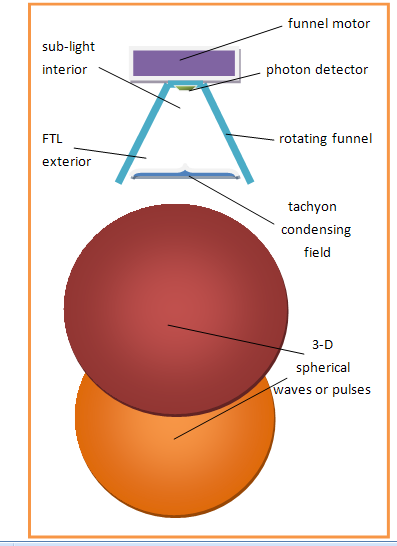 funnel motor
sub-light
interior
photon detector
FTL
exterior
rotating funnel
tachyon
condensing
field
3-D
spherical
waves or pulses